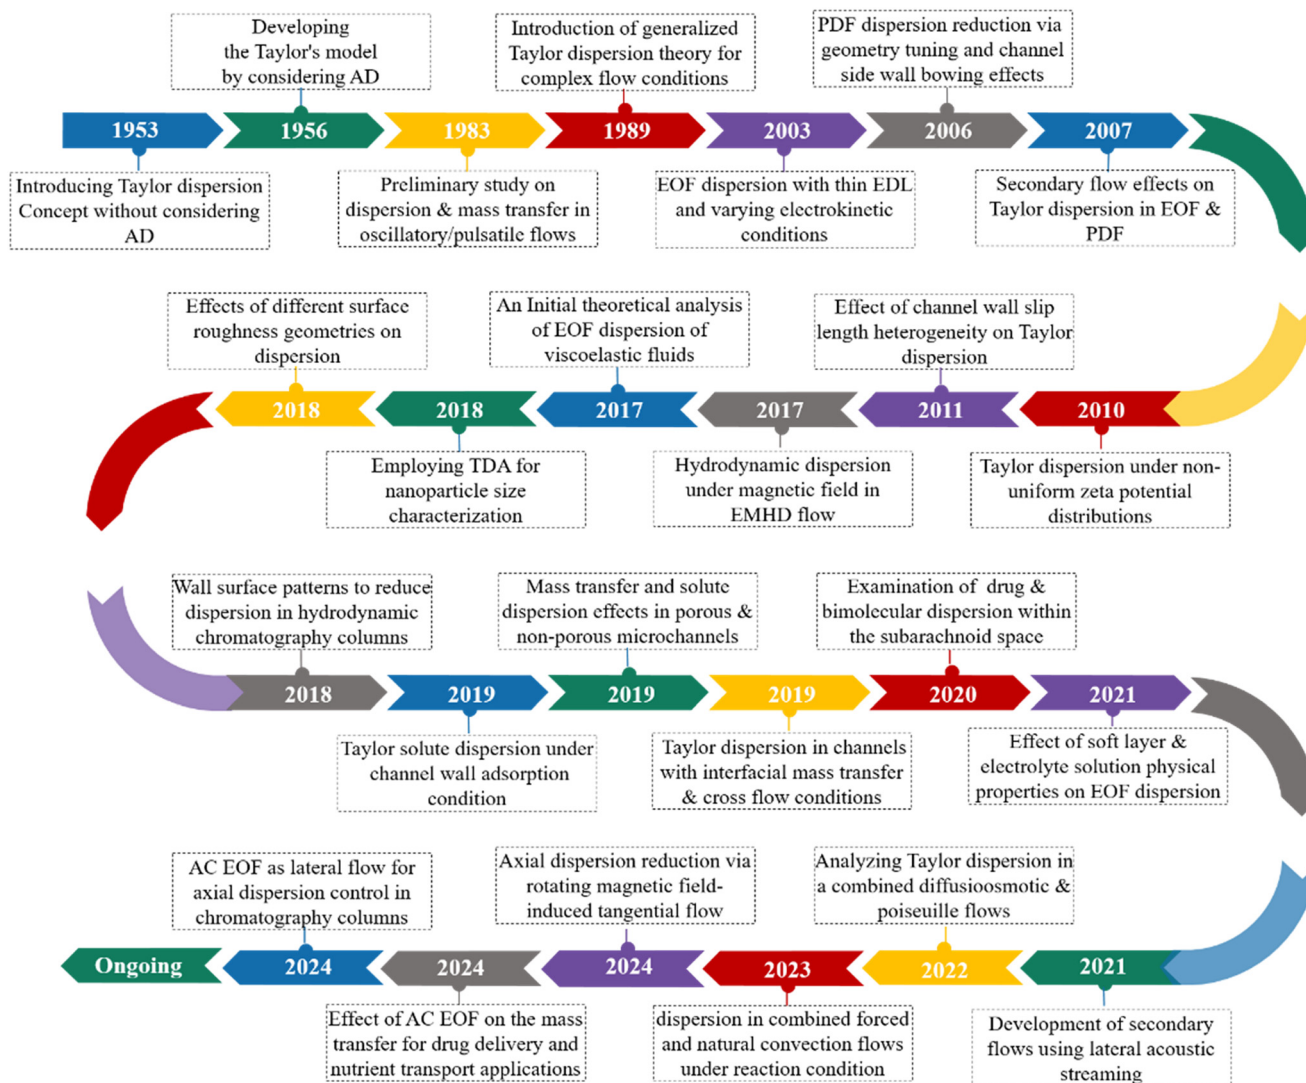 Developing
the Taylor's model
by considering AD
Introduction of generalized
Taylor dispersion theory for
complex flow conditions
PDF dispersion reduction via
geometry tuning and channel
side wall bowing effects
1953
1956
1983
1989
2003
2006
2007
Introducing Taylor dispersion
Concept without considering
AD
Preliminary study on
dispersion & mass transfer in
oscillatory/pulsatile flows
EOF dispersion with thin EDL
and varying electrokinetic
conditions
Secondary flow effects on
Taylor dispersion in EOF &
PDF
Effects of different surface
roughness geometries on
dispersion
An Initial theoretical analysis
of EOF dispersion of
viscoelastic fluids
Effect of channel wall slip
length heterogeneity on Taylor
dispersion
2018
2018
2017
2017
2011
2010
Employing TDA for
nanoparticle size
characterization
Hydrodynamic dispersion
under magnetic field in
EMHD flow
Taylor dispersion under non-
uniform zeta potential
distributions
Wall surface patterns to reduce
dispersion in hydrodynamic
chromatography columns
Mass transfer and solute
dispersion effects in porous &
non-porous microchannels
Examination of drug &
bimolecular dispersion within
the subarachnoid space
2018
2019
2019
2019
2020
2021
Taylor solute dispersion under
channel wall adsorption
condition
Taylor dispersion in channels
with interfacial mass transfer
& cross flow conditions
Effect of soft layer &
electrolyte solution physical
properties on EOF dispersion
AC EOF as lateral flow for
axial dispersion control in
chromatography columns
Axial dispersion reduction via
rotating magnetic field-
induced tangential flow
Analyzing Taylor dispersion in
a combined diffusioosmotic &
poiseuille flows
Ongoing
2024
2024
2024
2023
2022
2021
Effect of AC EOF on the mass
transfer for drug delivery and
nutrient transport applications
dispersion in combined forced
and natural convection flows
under reaction condition
Development of secondary
flows using lateral acoustic
streaming